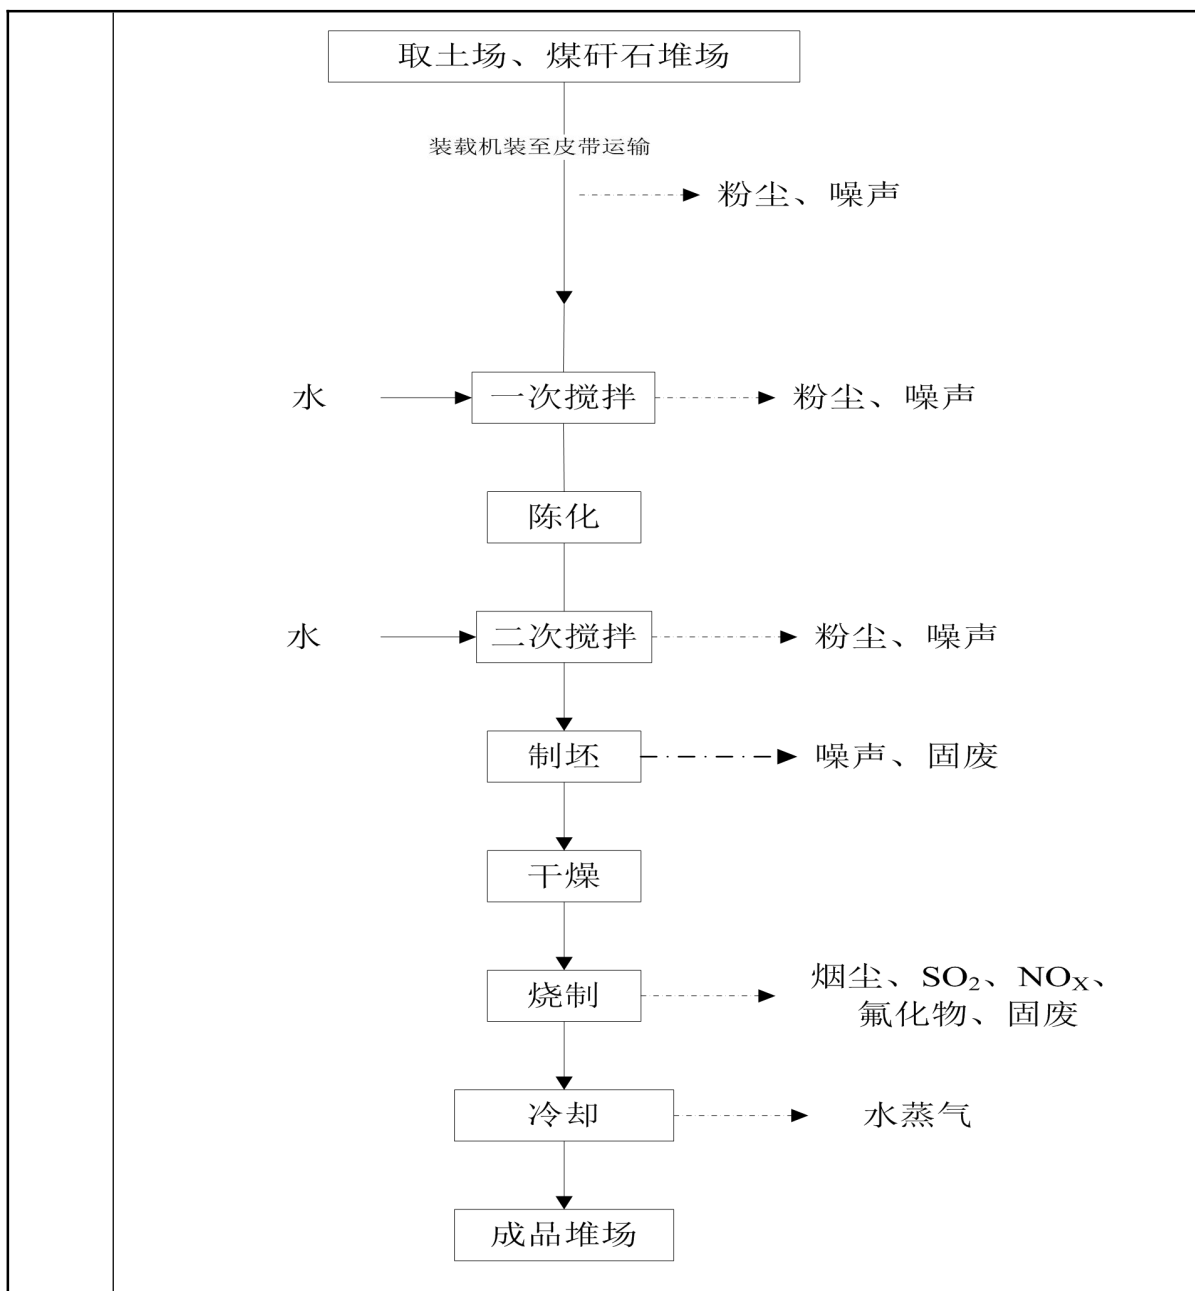 取土场、煤矸石堆场
装载机装至皮带运输
粉尘、噪声
水
一次搅拌
粉尘、噪声
陈化
水
二次搅拌
粉尘、噪声
制坯
噪声、固废
干燥
烧制
烟尘、SO₂、NOₓ、
氟化物、固废
冷却
水蒸气
成品堆场